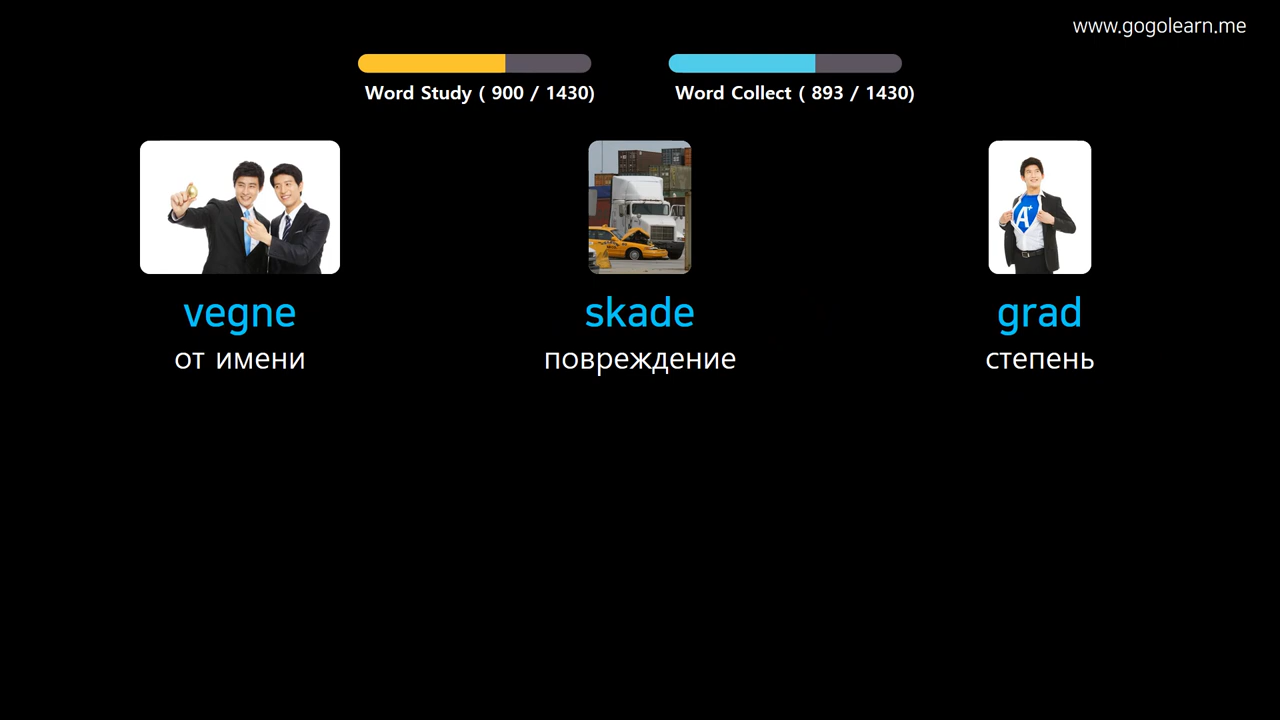 www.gogolearn.me
Word Study ( 900 / 1430)
Word Collect ( 893 / 1430)
A+
vegne
skade
grad
от имени
повреждение
степень